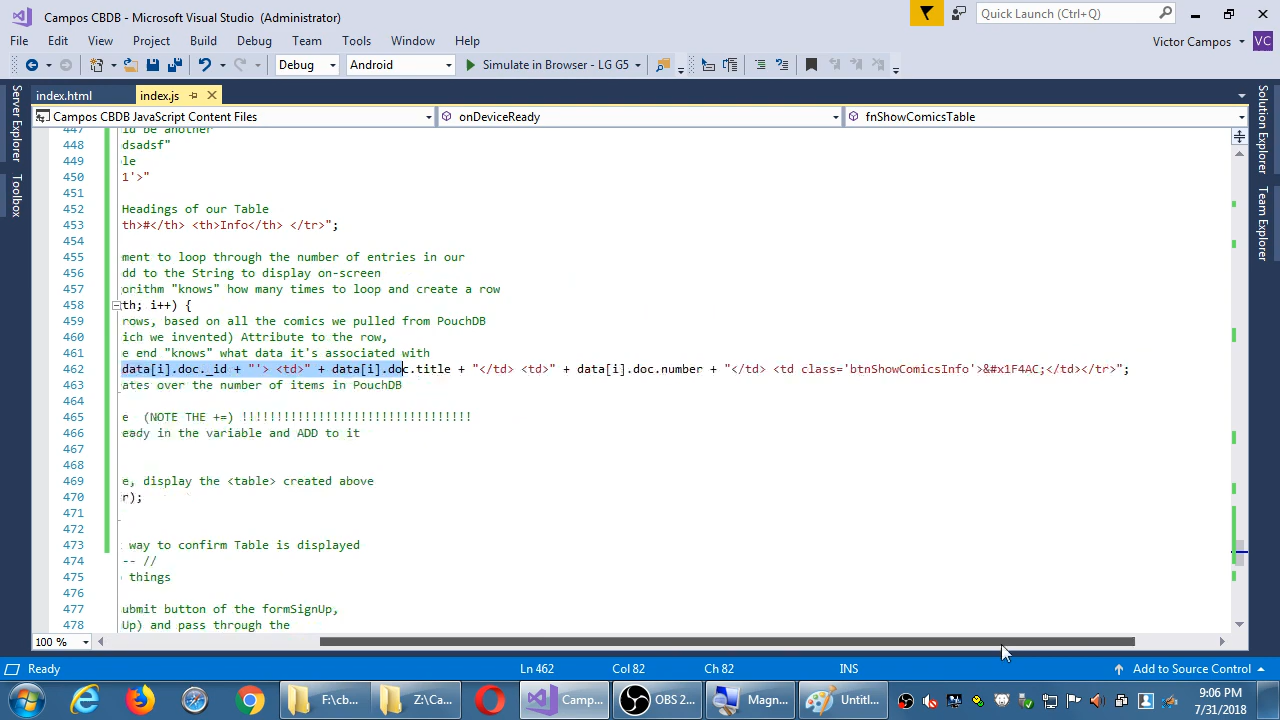 Campos CBDB - Microsoft Visual Studio (Administrator)
Quick Launch (Ctrl+Q)
File Edit View Project Build Debug Team Tools Window Help
Victor Campos VC
Debug Android Simulate in Browser - LG G5
index.html index.js
Campos CBDB JavaScript Content Files onDeviceReady fnShowComicsTable
Server Explorer
Toolbox
Solution Explorer
Team Explorer
447 ld be another
448 dsadsf"
449 le
450 1'>"
451
452 Headings of our Table
453 th>#</th> <th>Info</th> </tr>";
454
455 ment to loop through the number of entries in our
456 dd to the String to display on-screen
457 orithm "knows" how many times to loop and create a row
458 th; i++) {
459 rows, based on all the comics we pulled from PouchDB
460 ich we invented) Attribute to the row,
461 e end "knows" what data it's associated with
462 data[i].doc._id + "'> <td>" + data[i].doc.title + "</td> <td>" + data[i].doc.number + "</td> <td class='btnShowComicsInfo'>&#x1F4AC;</td></tr>";
463 ates over the number of items in PouchDB
464
465 e (NOTE THE +=) !!!!!!!!!!!!!!!!!!!!!!!!!!!!!!!!!
466 eady in the variable and ADD to it
467
468
469 e, display the <table> created above
470 r);
471
472
473 way to confirm Table is displayed
474 -- //
475 things
476
477 ubmit button of the formSignUp,
478 Up) and pass through the
100 %
Ready Ln 462 Col 82 Ch 82 INS Add to Source Control
F:\cb... Z:\Ca... Camp... OBS 2... Magn... Untitl...
9:06 PM
7/31/2018